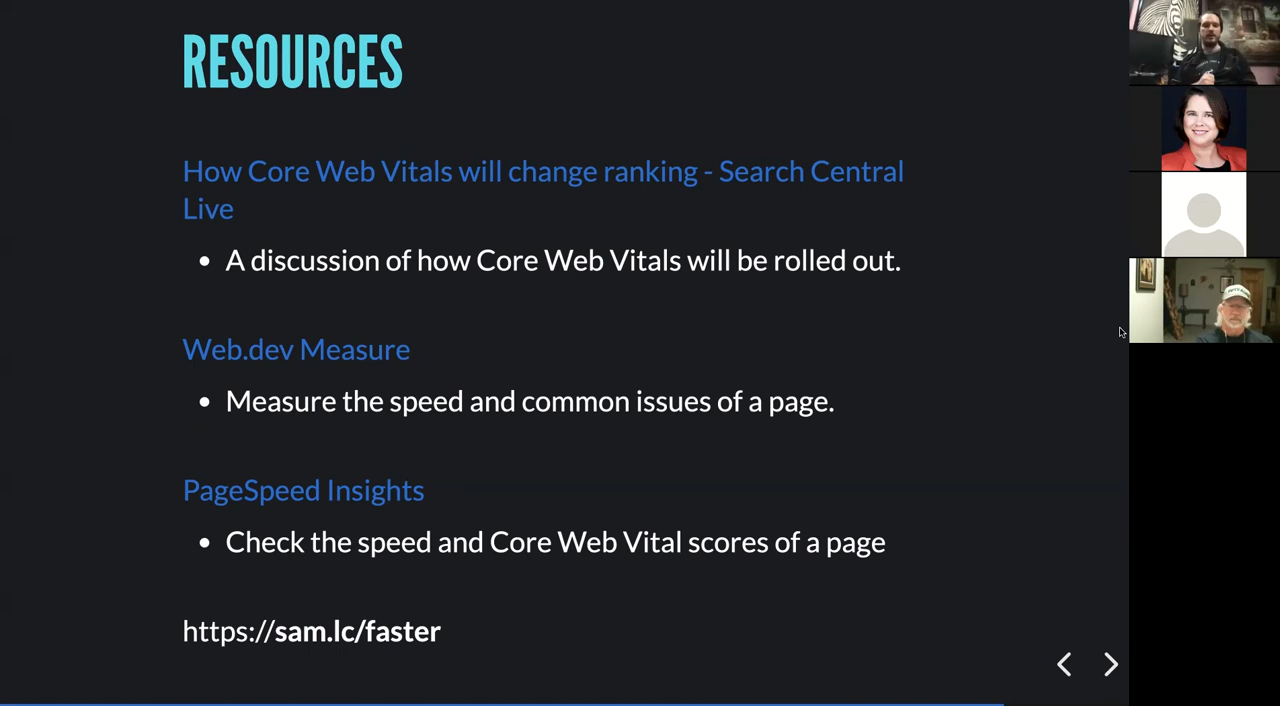 RESOURCES
How Core Web Vitals will change ranking - Search Central
Live
• A discussion of how Core Web Vitals will be rolled out.
Web.dev Measure
• Measure the speed and common issues of a page.
PageSpeed Insights
• Check the speed and Core Web Vital scores of a page
https://sam.lc/faster